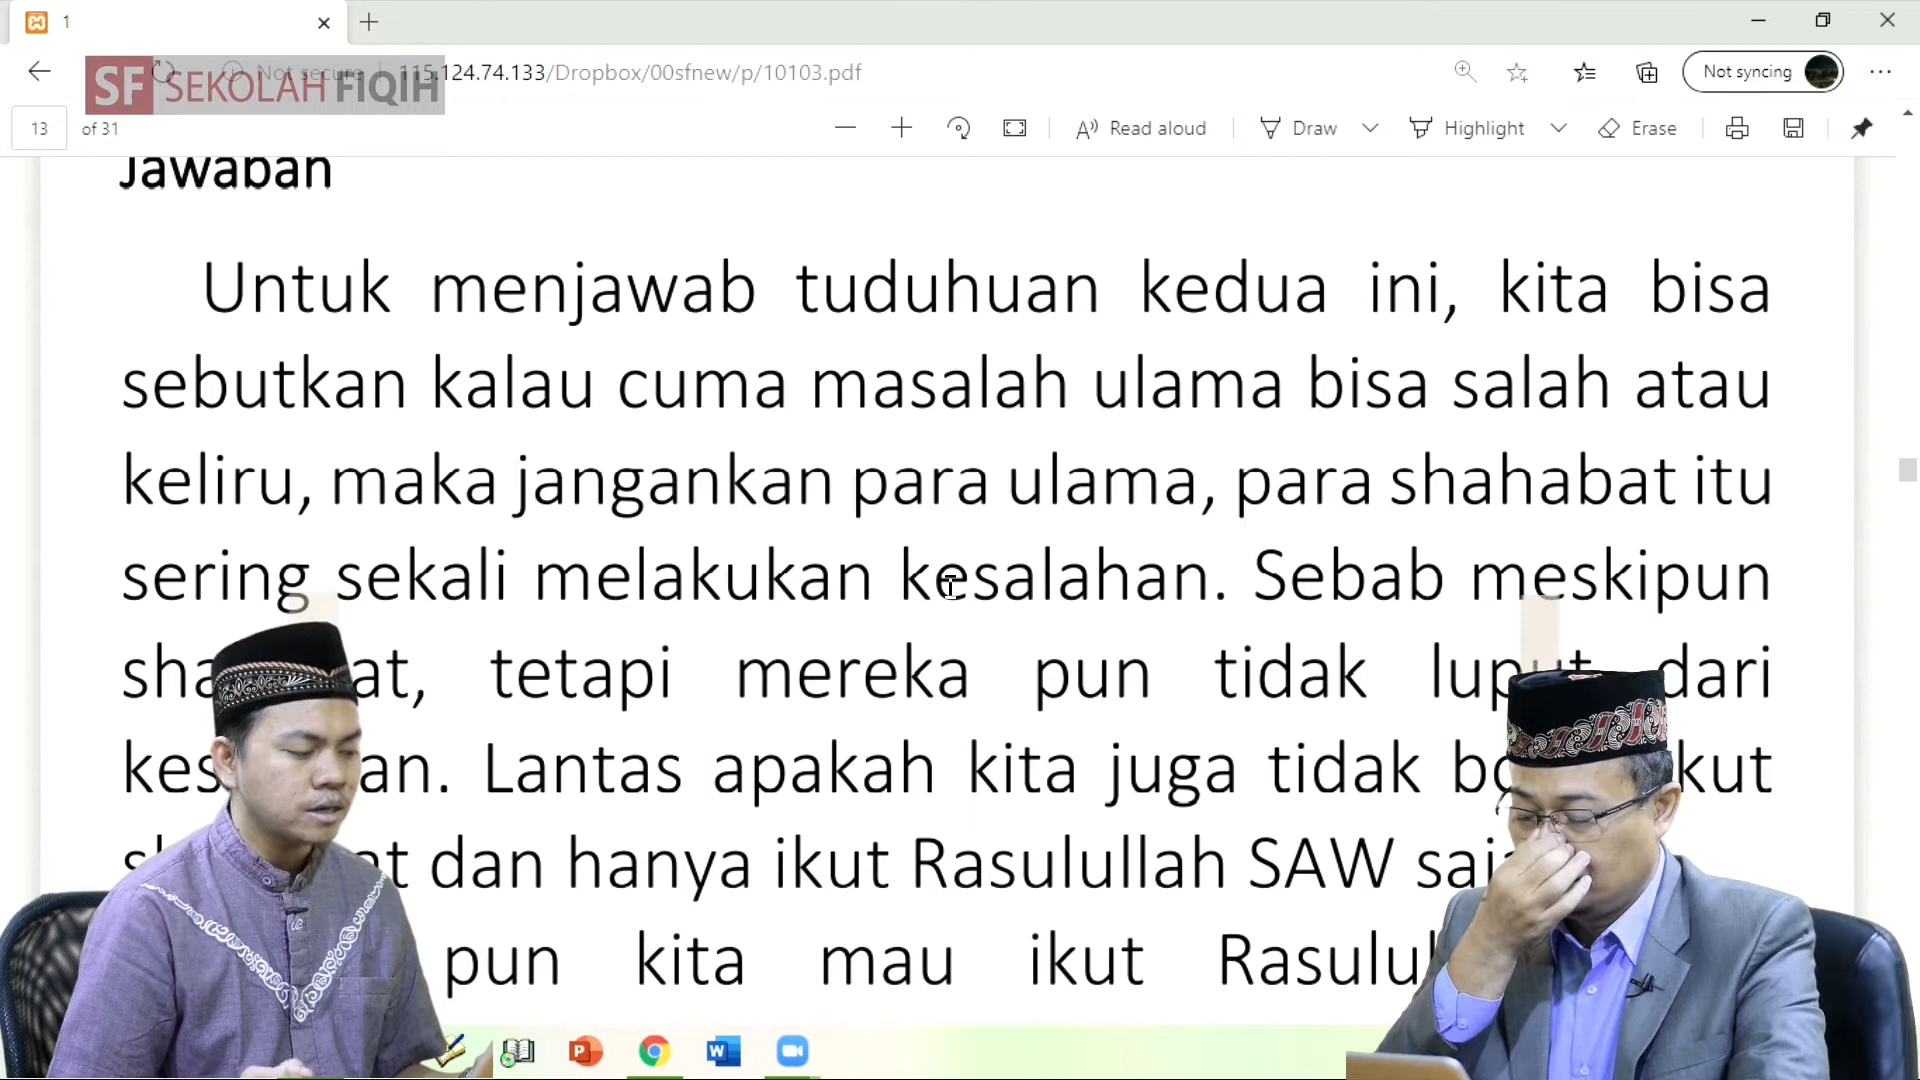 1
SF SEKOLAH FIQIH
Not secure
115.124.74.133/Dropbox/00sfnew/p/10103.pdf
Not syncing
13 of 31
Read aloud
Draw
Highlight
Erase
Jawaban
Untuk menjawab tuduhuan kedua ini, kita bisa
sebutkan kalau cuma masalah ulama bisa salah atau
keliru, maka jangankan para ulama, para shahabat itu
sering sekali melakukan kesalahan. Sebab meskipun
at, tetapi mereka pun tidak luput dari
an. Lantas apakah kita juga tidak
dan hanya ikut Rasulullah SAW
pun kita mau ikut